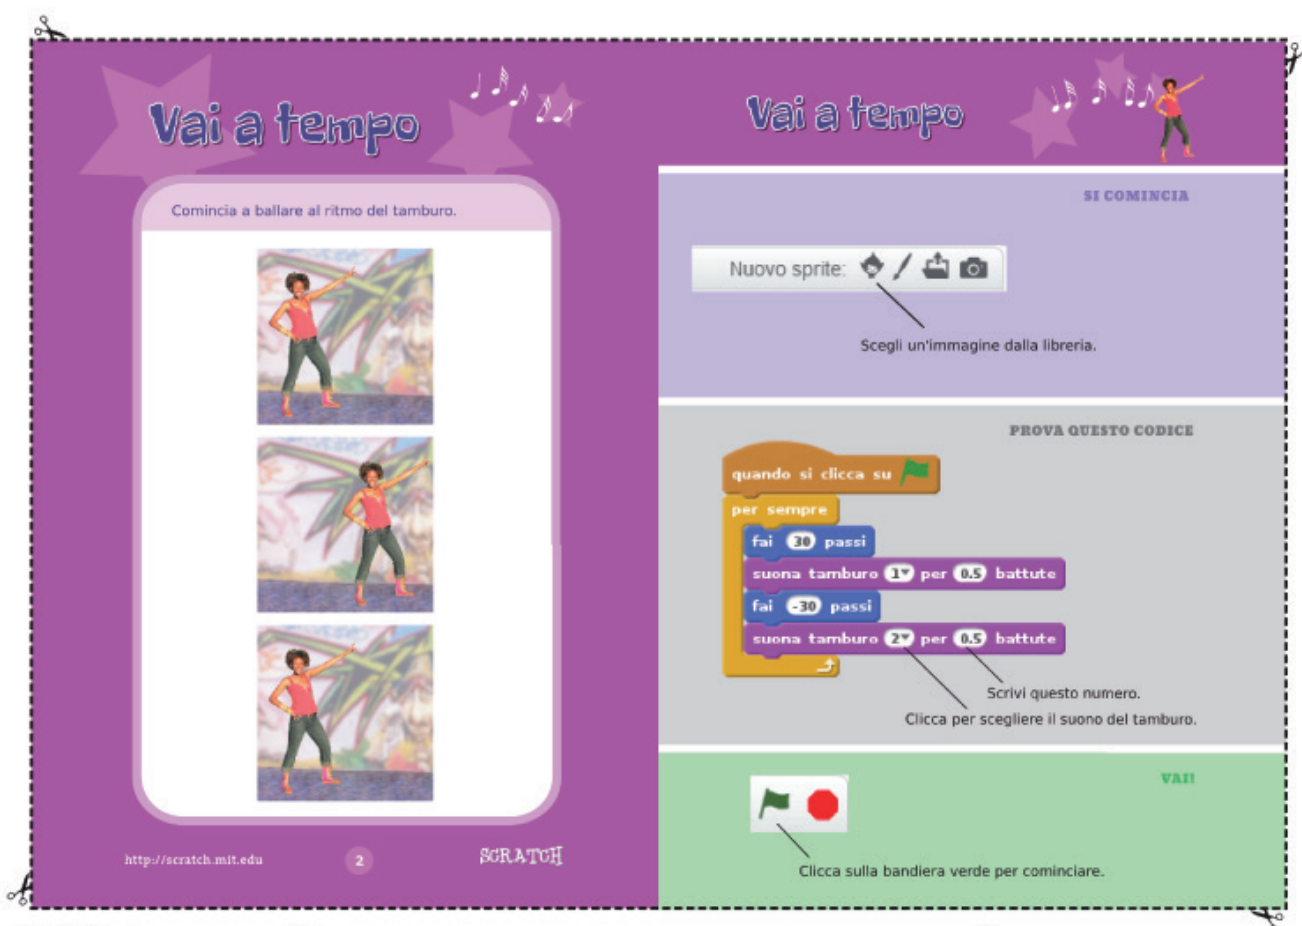 Vai a tempo
Comincia a ballare al ritmo del tamburo.
http://scratch.mit.edu
2
SCRATCH
Vai a tempo
SI COMINCIA
Nuovo sprite:
Scegli un'immagine dalla libreria.
PROVA QUESTO CODICE
quando si clicca su
per sempre
fai 30 passi
suona tamburo 1 per 0.5 battute
fai -30 passi
suona tamburo 2 per 0.5 battute
Scrivi questo numero.
Clicca per scegliere il suono del tamburo.
VAI!
Clicca sulla bandiera verde per cominciare.